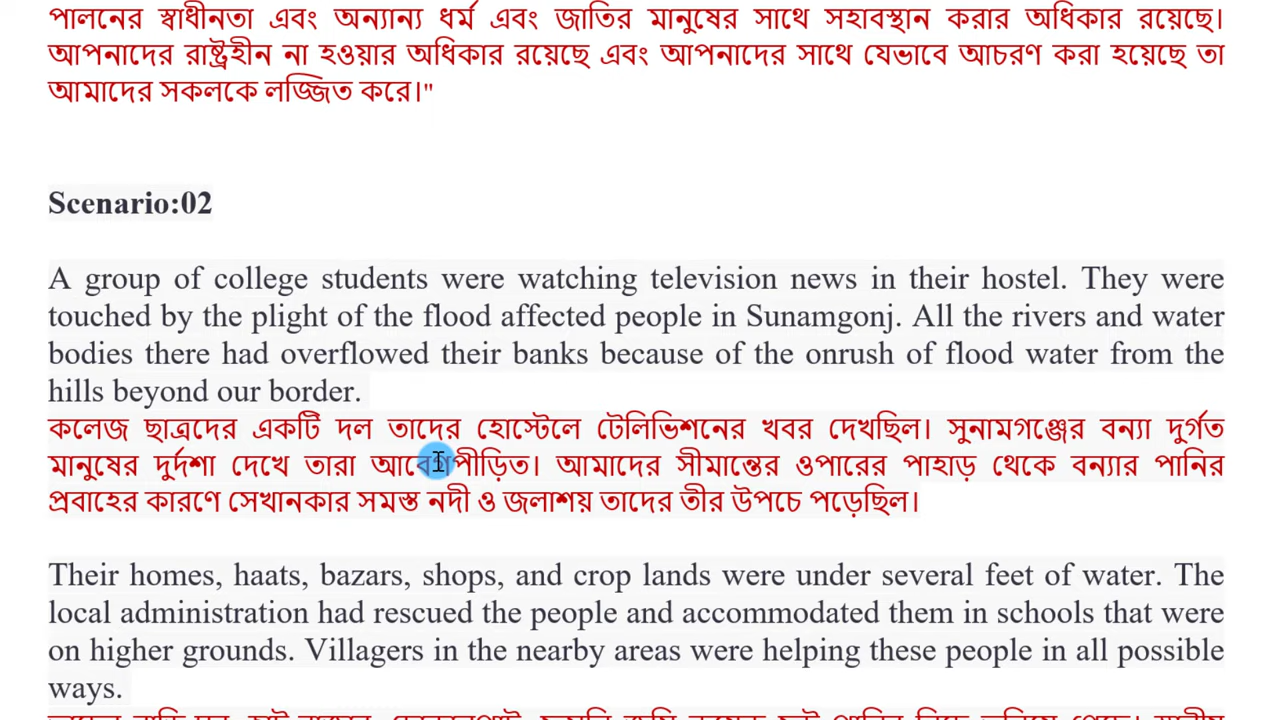 পালনের স্বাধীনতা এবং অন্যান্য ধর্ম এবং জাতির মানুষের সাথে সহাবস্থান করার অধিকার রয়েছে।
আপনাদের রাষ্ট্রহীন না হওয়ার অধিকার রয়েছে এবং আপনাদের সাথে যেভাবে আচরণ করা হয়েছে তা
আমাদের সকলকে লজ্জিত করে।"
Scenario:02
A group of college students were watching television news in their hostel. They were
touched by the plight of the flood affected people in Sunamgonj. All the rivers and water
bodies there had overflowed their banks because of the onrush of flood water from the
hills beyond our border.
কলেজ ছাত্রদের একটি দল তাদের হোস্টেলে টেলিভিশনের খবর দেখছিল। সুনামগঞ্জের বন্যা দুর্গত
মানুষের দুর্দশা দেখে তারা আবেগপীড়িত। আমাদের সীমান্তের ওপারের পাহাড় থেকে বন্যার পানির
প্রবাহের কারণে সেখানকার সমস্ত নদী ও জলাশয় তাদের তীর উপচে পড়েছিল।
Their homes, haats, bazars, shops, and crop lands were under several feet of water. The
local administration had rescued the people and accommodated them in schools that were
on higher grounds. Villagers in the nearby areas were helping these people in all possible
ways.